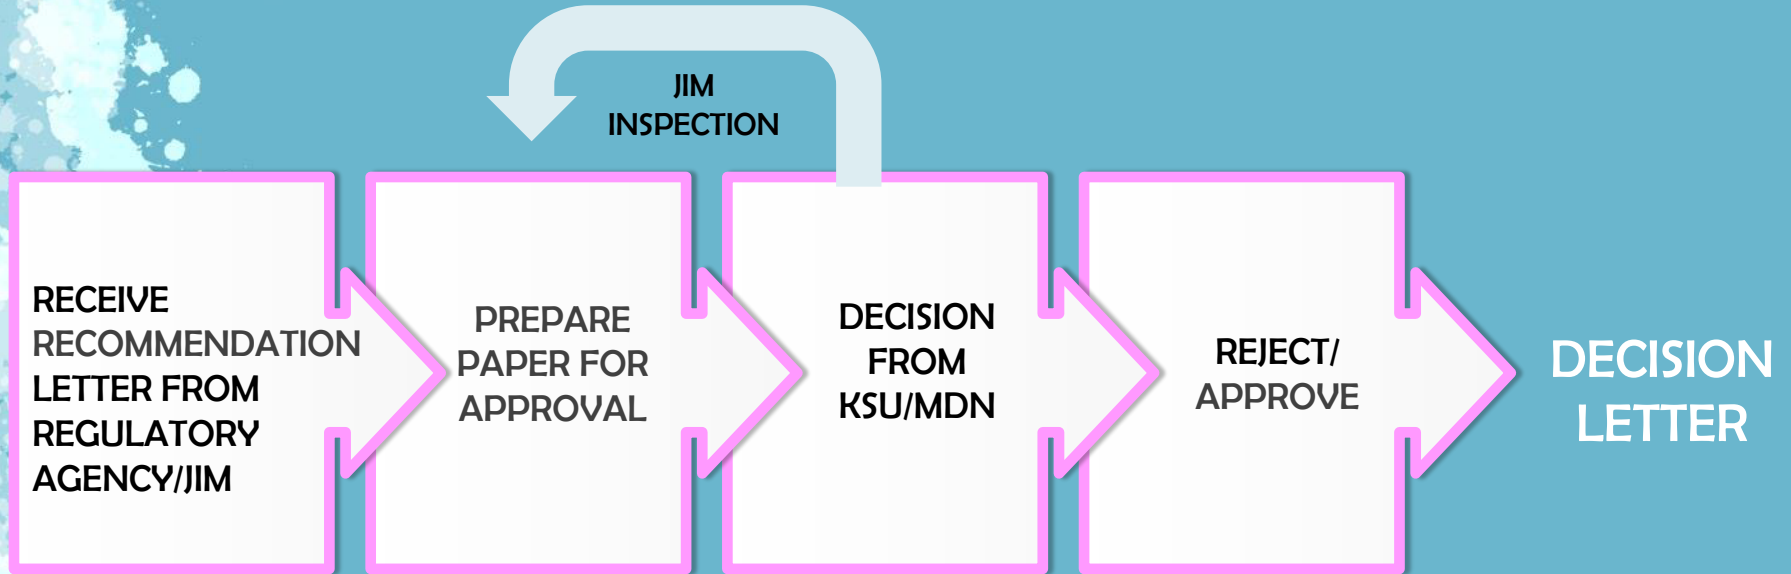 JIM
INSPECTION
RECEIVE
RECOMMENDATION
LETTER FROM
REGULATORY
AGENCY/JIM
PREPARE
PAPER FOR
APPROVAL
DECISION
FROM
KSU/MDN
REJECT/
APPROVE
DECISION
LETTER